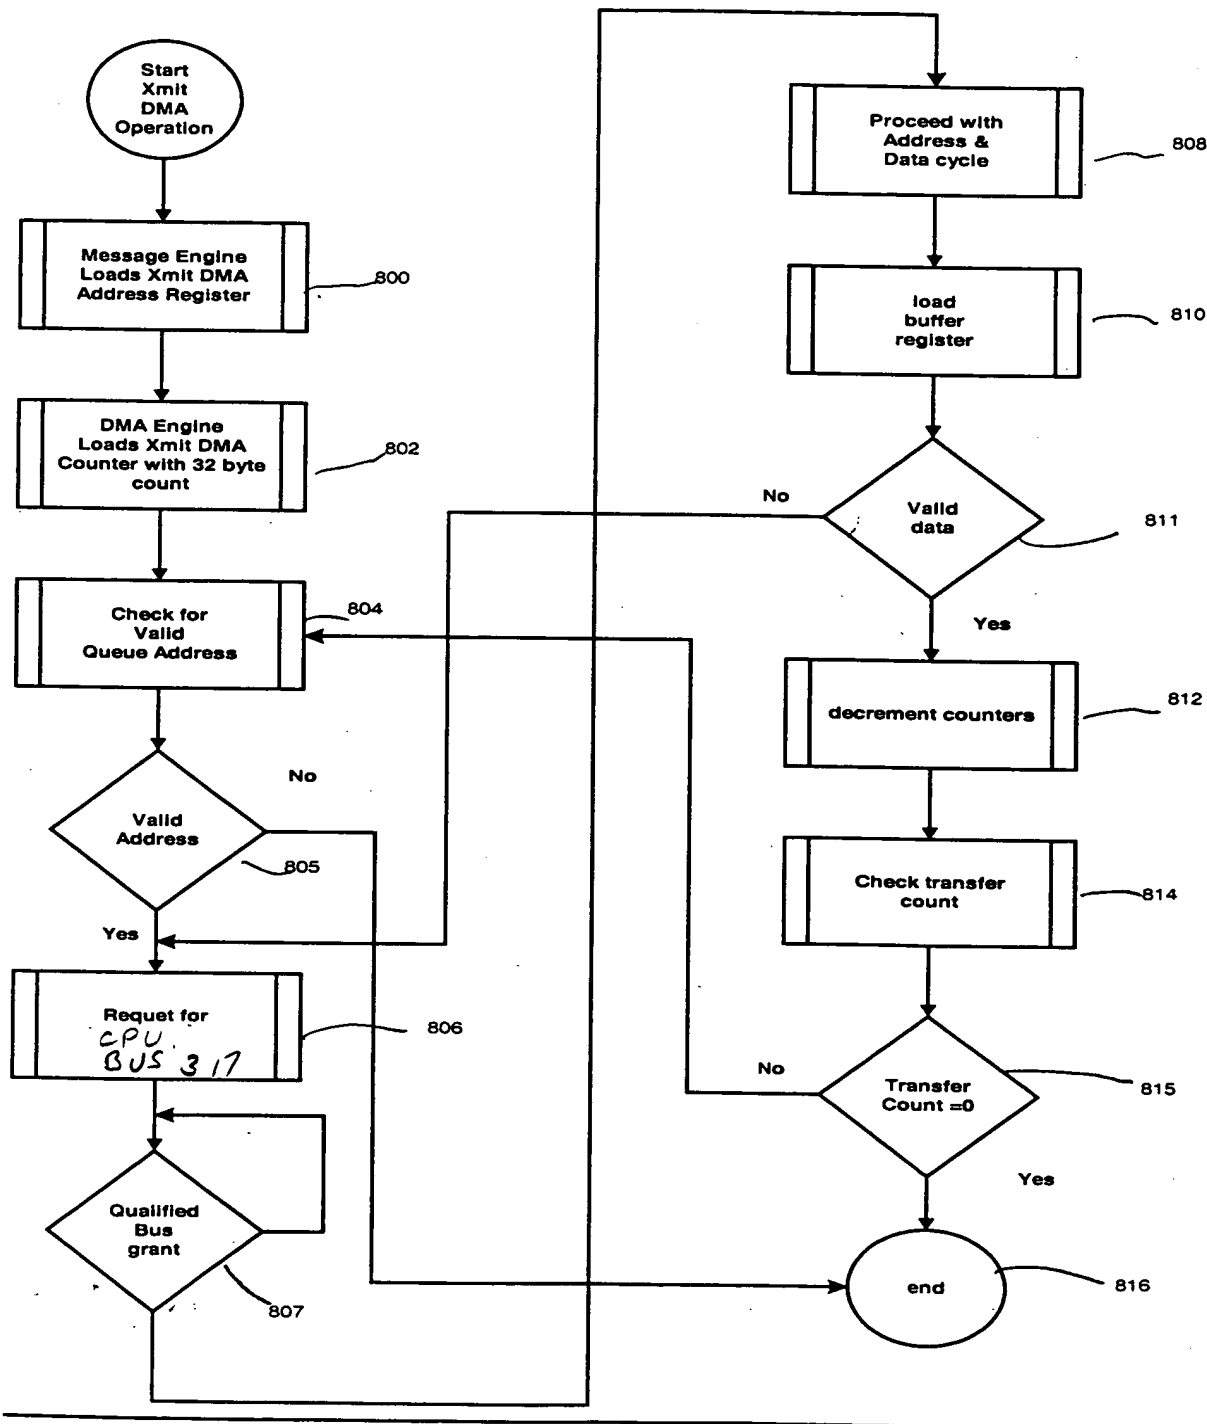 Start
Xmit
DMA
Operation
Message Engine
Loads Xmit DMA
Address Register
800
DMA Engine
Loads Xmit DMA
Counter with 32 byte
count
802
Check for
Valid
Queue Address
804
Valid
Address
No
805
Yes
Requet for
CPU
BUS 317
806
Qualified
Bus
grant
807
Proceed with
Address &
Data cycle
808
load
buffer
register
810
Valid
data
No
811
Yes
decrement counters
812
Check transfer
count
814
Transfer
Count =0
No
815
Yes
end
816